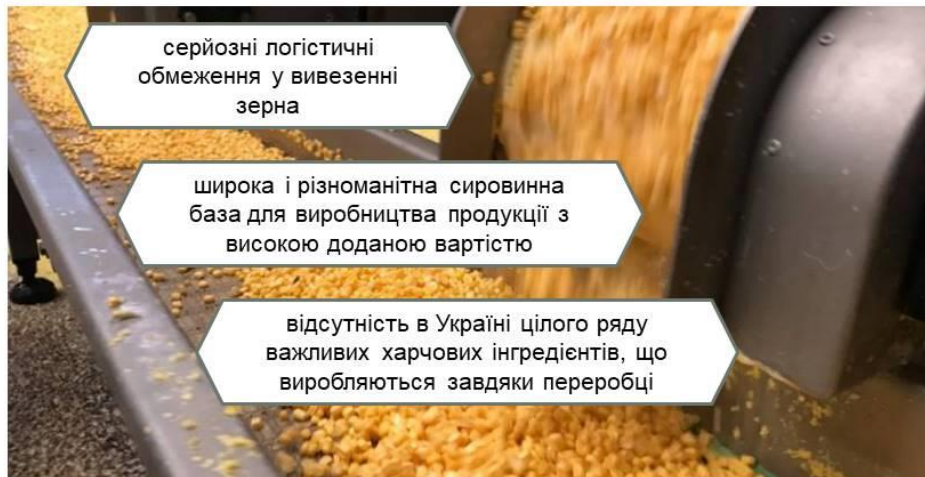 серйозні логістичні
обмеження у вивезенні
зерна
широка і різноманітна сировинна
база для виробництва продукції з
високою доданою вартістю
відсутність в Україні цілого ряду
важливих харчових інгредієнтів, що
виробляються завдяки переробці